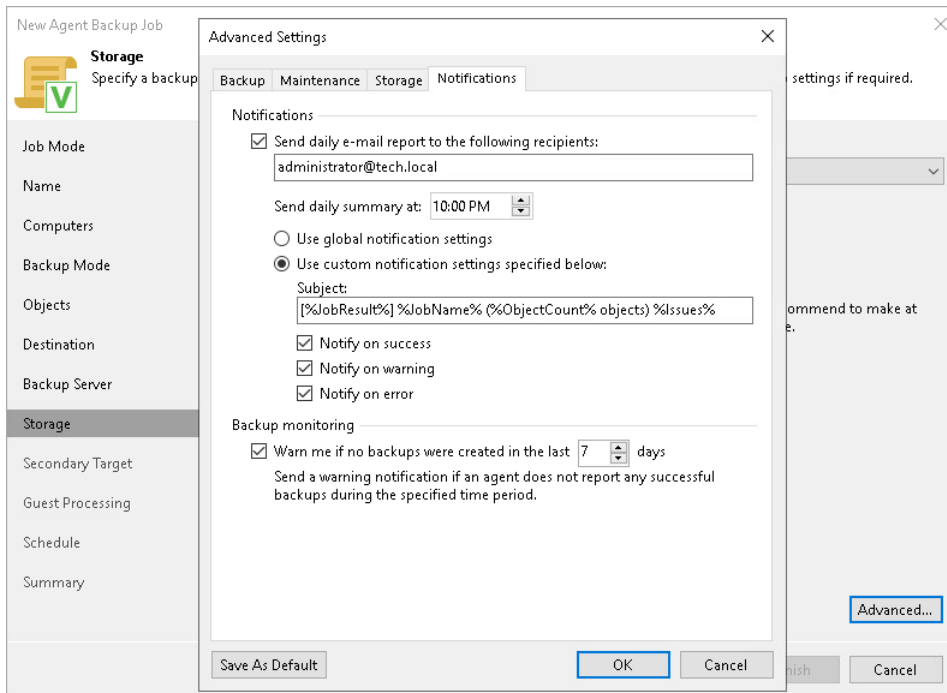 New Agent Backup Job
Storage
Specify a backup
settings if required.
Job Mode
Name
Computers
Backup Mode
Objects
Destination
Backup Server
Storage
Secondary Target
Guest Processing
Schedule
Summary
Advanced Settings
Backup Maintenance Storage Notifications
Notifications
Send daily e-mail report to the following recipients:
administrator@tech.local
Send daily summary at: 10:00 PM
Use global notification settings
Use custom notification settings specified below:
Subject:
[%JobResult%] %JobName% (%ObjectCount% objects) %Issues%
Notify on success
Notify on warning
Notify on error
Backup monitoring
Warn me if no backups were created in the last 7 days
Send a warning notification if an agent does not report any successful
backups during the specified time period.
Save As Default OK Cancel
ommend to make at
e.
Advanced...
nish Cancel